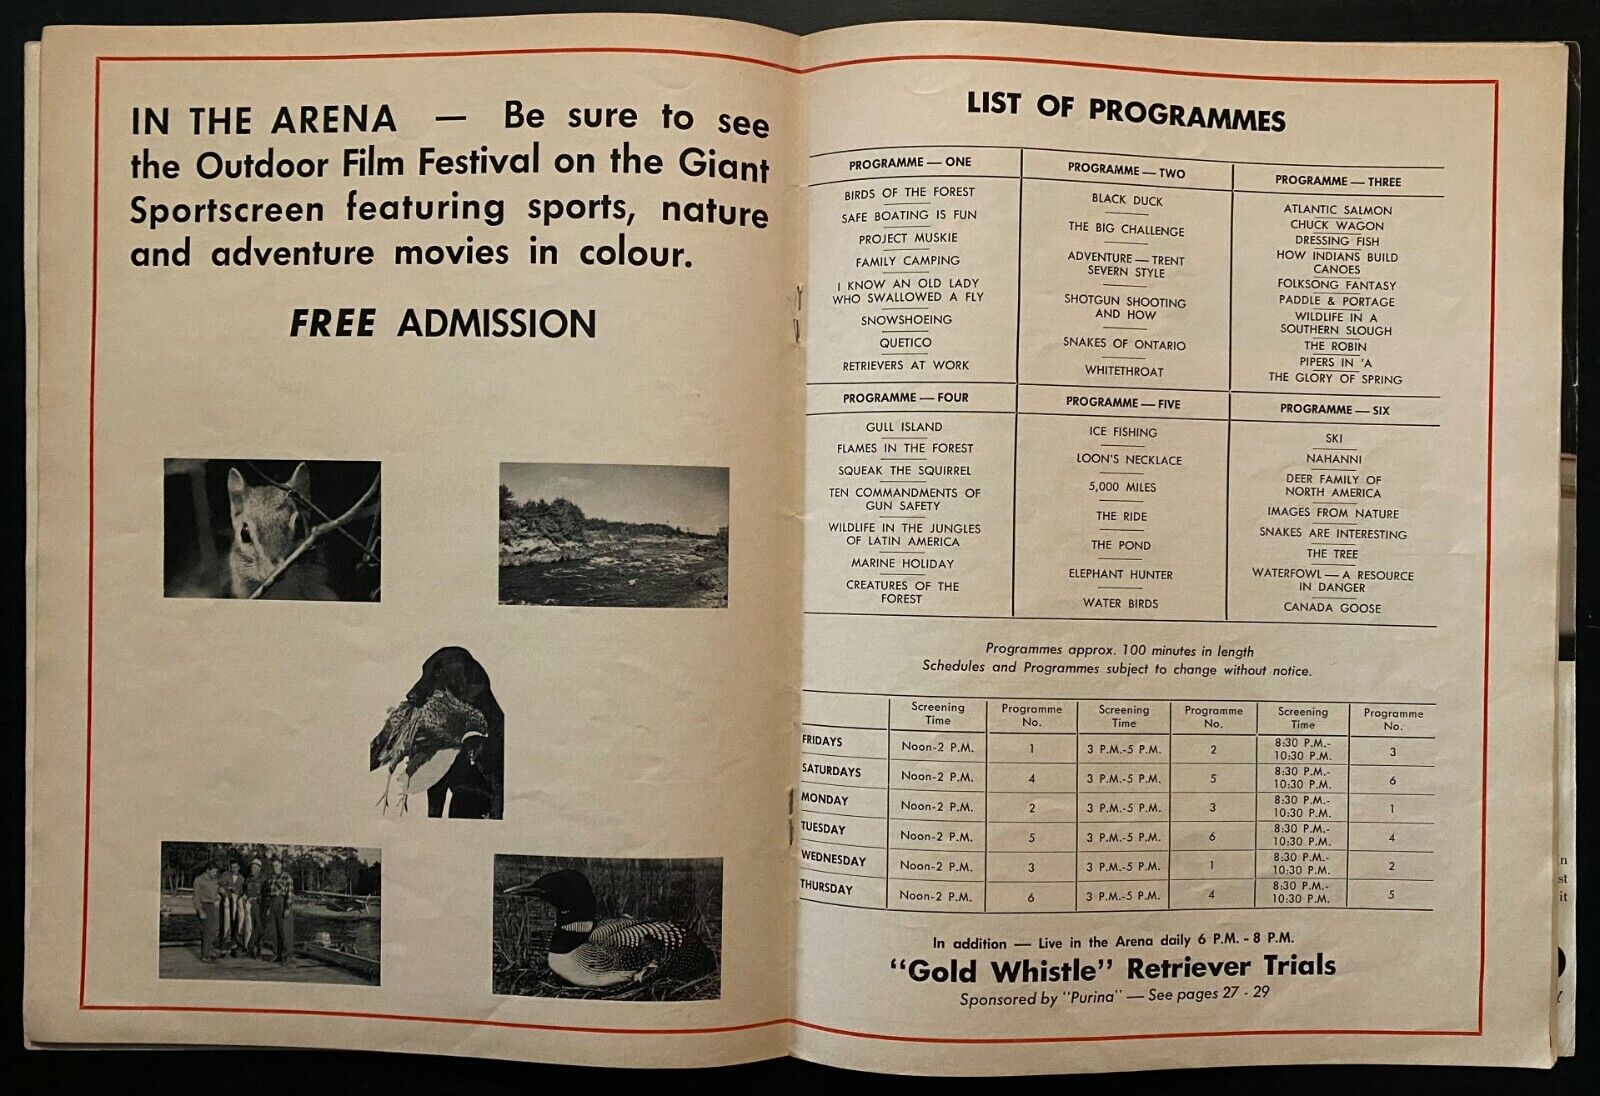 IN THE ARENA — Be sure to see
the Outdoor Film Festival on the Giant
Sportscreen featuring sports, nature
and adventure movies in colour.
FREE ADMISSION
LIST OF PROGRAMMES
PROGRAMME — ONE
BIRDS OF THE FOREST
SAFE BOATING IS FUN
PROJECT MUSKIE
FAMILY CAMPING
I KNOW AN OLD LADY
WHO SWALLOWED A FLY
SNOWSHOEING
QUETICO
RETRIEVERS AT WORK
PROGRAMME — TWO
BLACK DUCK
THE BIG CHALLENGE
ADVENTURE — TRENT
SEVERN STYLE
SHOTGUN SHOOTING
AND HOW
SNAKES OF ONTARIO
WHITETHROAT
PROGRAMME — THREE
ATLANTIC SALMON
CHUCK WAGON
DRESSING FISH
HOW INDIANS BUILD
CANOES
FOLKSONG FANTASY
PADDLE & PORTAGE
WILDLIFE IN A
SOUTHERN SLOUGH
THE ROBIN
PIPERS IN 'A
THE GLORY OF SPRING
PROGRAMME — FOUR
GULL ISLAND
FLAMES IN THE FOREST
SQUEAK THE SQUIRREL
TEN COMMANDMENTS OF
GUN SAFETY
WILDLIFE IN THE JUNGLES
OF LATIN AMERICA
MARINE HOLIDAY
CREATURES OF THE
FOREST
PROGRAMME — FIVE
ICE FISHING
LOON'S NECKLACE
5,000 MILES
THE RIDE
THE POND
ELEPHANT HUNTER
WATER BIRDS
PROGRAMME — SIX
SKI
NAHANNI
DEER FAMILY OF
NORTH AMERICA
IMAGES FROM NATURE
SNAKES ARE INTERESTING
THE TREE
WATERFOWL — A RESOURCE
IN DANGER
CANADA GOOSE
Programmes approx. 100 minutes in length
Schedules and Programmes subject to change without notice.
Screening Time Programme No. Screening Time Programme No. Screening Time Programme No.
FRIDAYS Noon-2 P.M. 1 3 P.M.-5 P.M. 2 8:30 P.M.-10:30 P.M. 3
SATURDAYS Noon-2 P.M. 4 3 P.M.-5 P.M. 5 8:30 P.M.-10:30 P.M. 6
MONDAY Noon-2 P.M. 2 3 P.M.-5 P.M. 3 8:30 P.M.-10:30 P.M. 1
TUESDAY Noon-2 P.M. 5 3 P.M.-5 P.M. 6 8:30 P.M.-10:30 P.M. 4
WEDNESDAY Noon-2 P.M. 3 3 P.M.-5 P.M. 1 8:30 P.M.-10:30 P.M. 2
THURSDAY Noon-2 P.M. 6 3 P.M.-5 P.M. 4 8:30 P.M.-10:30 P.M. 5
In addition — Live in the Arena daily 6 P.M. - 8 P.M.
"Gold Whistle" Retriever Trials
Sponsored by "Purina" — See pages 27 - 29